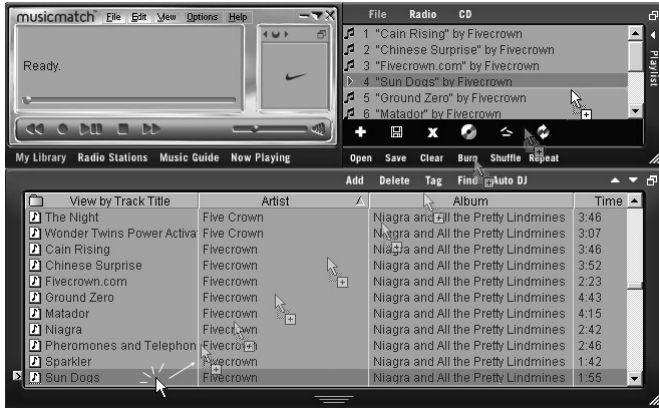 musicmatch File Edit View Options Help
Ready.
File Radio CD
1 "Cain Rising" by Fivecrown
2 "Chinese Surprise" by Fivecrown
3 "Fivecrown.com" by Fivecrown
4 "Sun Dogs" by Fivecrown
5 "Ground Zero" by Fivecrown
6 "Matador" by Fivecrown
Playlist
Open Save Clear Burn Shuffle Repeat
My Library Radio Stations Music Guide Now Playing
Add Delete Tag Find Auto DJ
View by Track Title Artist Album Time
The Night Five Crown Niagra and All the Pretty Lindmines 3:46
Wonder Twins Power Activa Five Crown Niagra and All the Pretty Lindmines 3:07
Cain Rising Fivecrown Niagra and All the Pretty Lindmines 3:46
Chinese Surprise Fivecrown Niagra and All the Pretty Lindmines 3:52
Fivecrown.com Fivecrown Niagra and All the Pretty Lindmines 2:23
Ground Zero Fivecrown Niagra and All the Pretty Lindmines 4:43
Matador Fivecrown Niagra and All the Pretty Lindmines 4:15
Niagra Fivecrown Niagra and All the Pretty Lindmines 2:42
Pheromones and Telephon Fivecrown Niagra and All the Pretty Lindmines 2:46
Sparkler Fivecrown Niagra and All the Pretty Lindmines 1:42
Sun Dogs Fivecrown Niagra and All the Pretty Lindmines 1:55